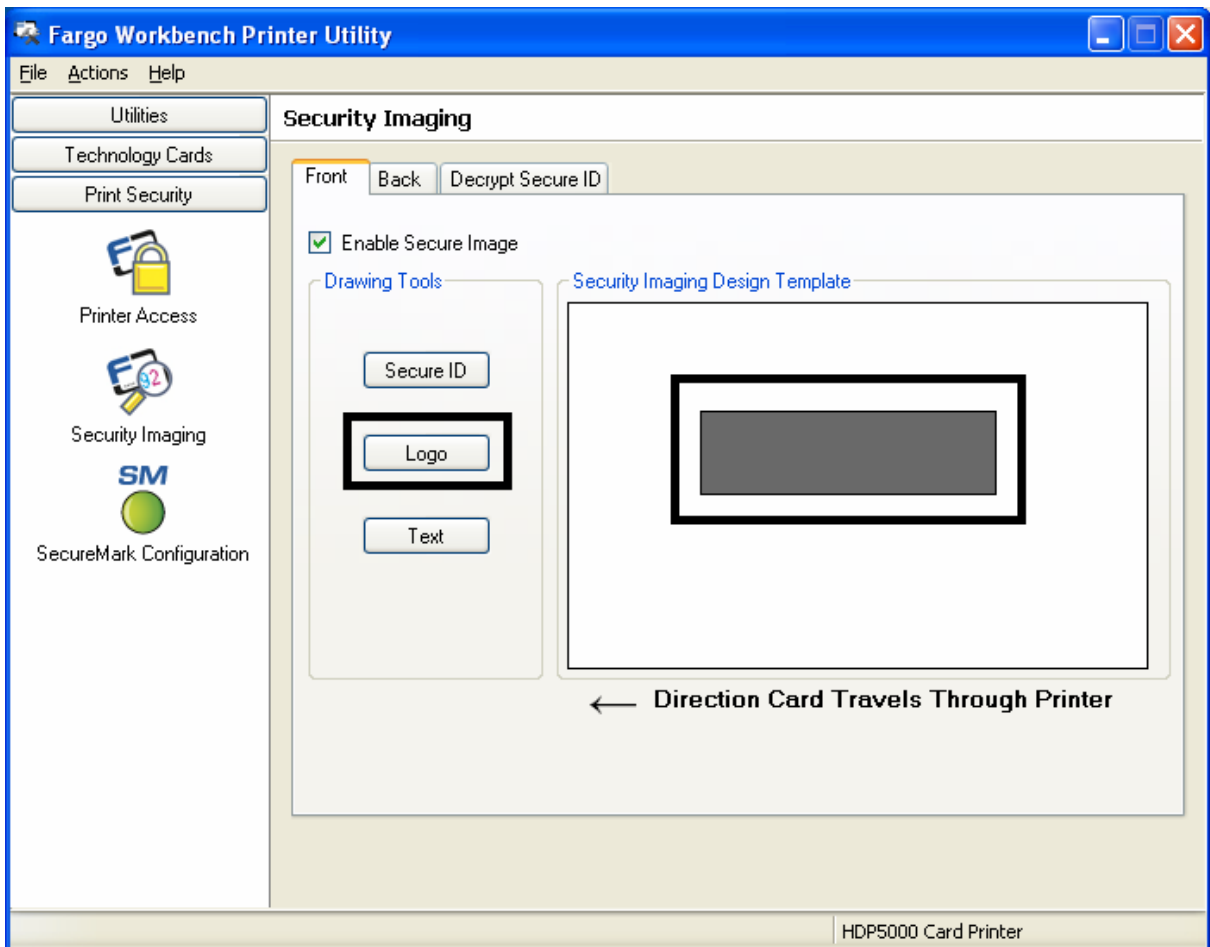 Fargo Workbench Printer Utility
File Actions Help
Utilities
Technology Cards
Print Security
Printer Access
92
Security Imaging
SM
SecureMark Configuration
Security Imaging
Front Back Decrypt Secure ID
Enable Secure Image
Drawing Tools
Secure ID
Logo
Text
Security Imaging Design Template
← Direction Card Travels Through Printer
HDP5000 Card Printer